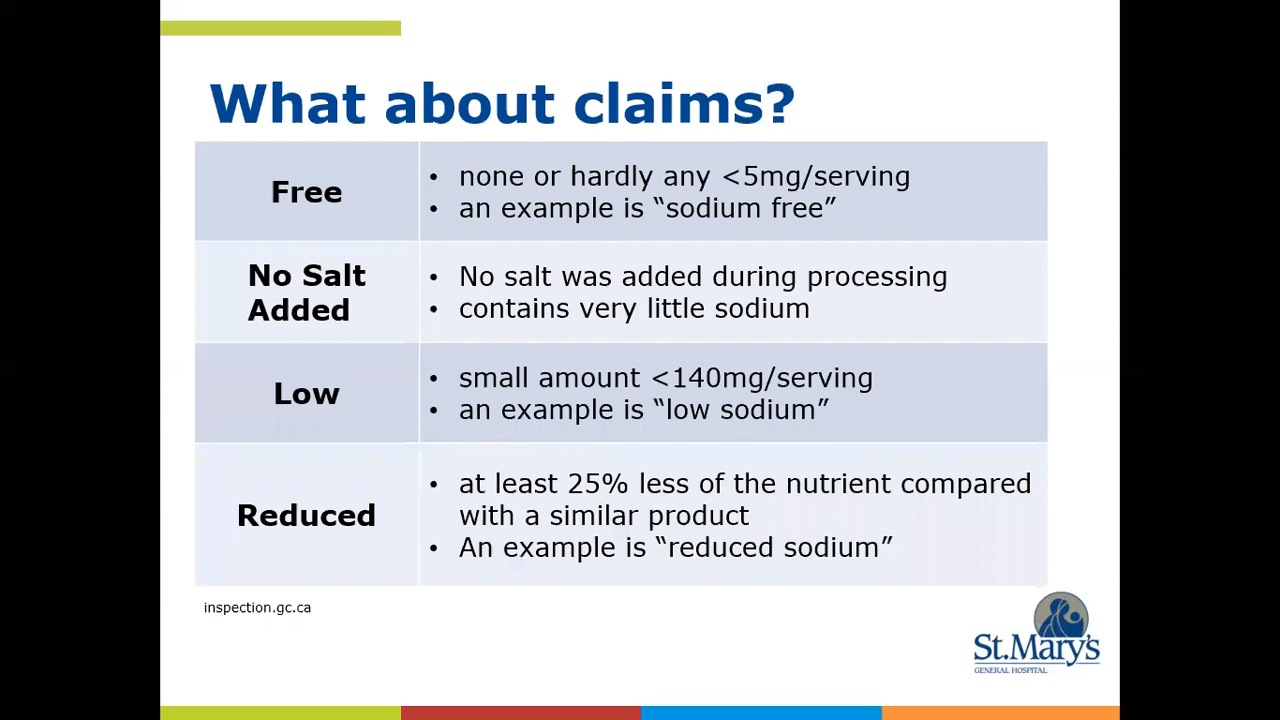 What about claims?
Free
• none or hardly any <5mg/serving
• an example is “sodium free”
No Salt
Added
• No salt was added during processing
• contains very little sodium
Low
• small amount <140mg/serving
• an example is “low sodium”
Reduced
• at least 25% less of the nutrient compared
with a similar product
• An example is “reduced sodium”
inspection.gc.ca
St.Mary's
GENERAL HOSPITAL